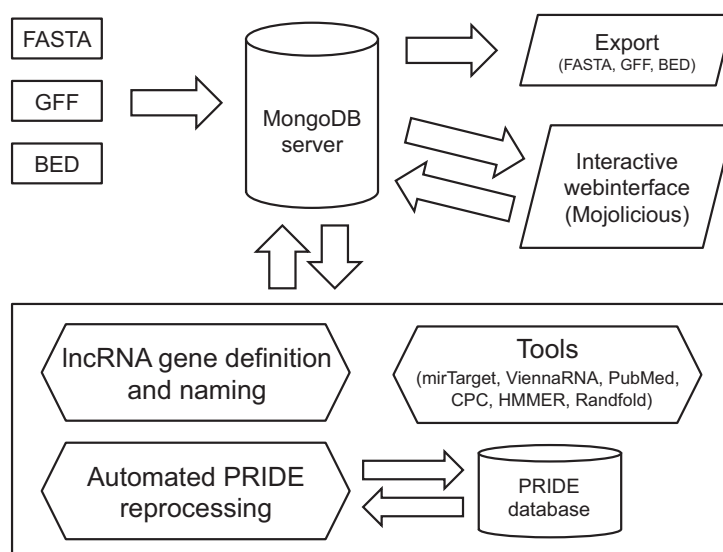 FASTA
GFF
BED
MongoDB
server
Export
(FASTA, GFF, BED)
Interactive
webinterface
(Mojolicious)
lncRNA gene definition
and naming
Tools
(mirTarget, ViennaRNA, PubMed,
CPC, HMMER, Randfold)
Automated PRIDE
reprocessing
PRIDE
database